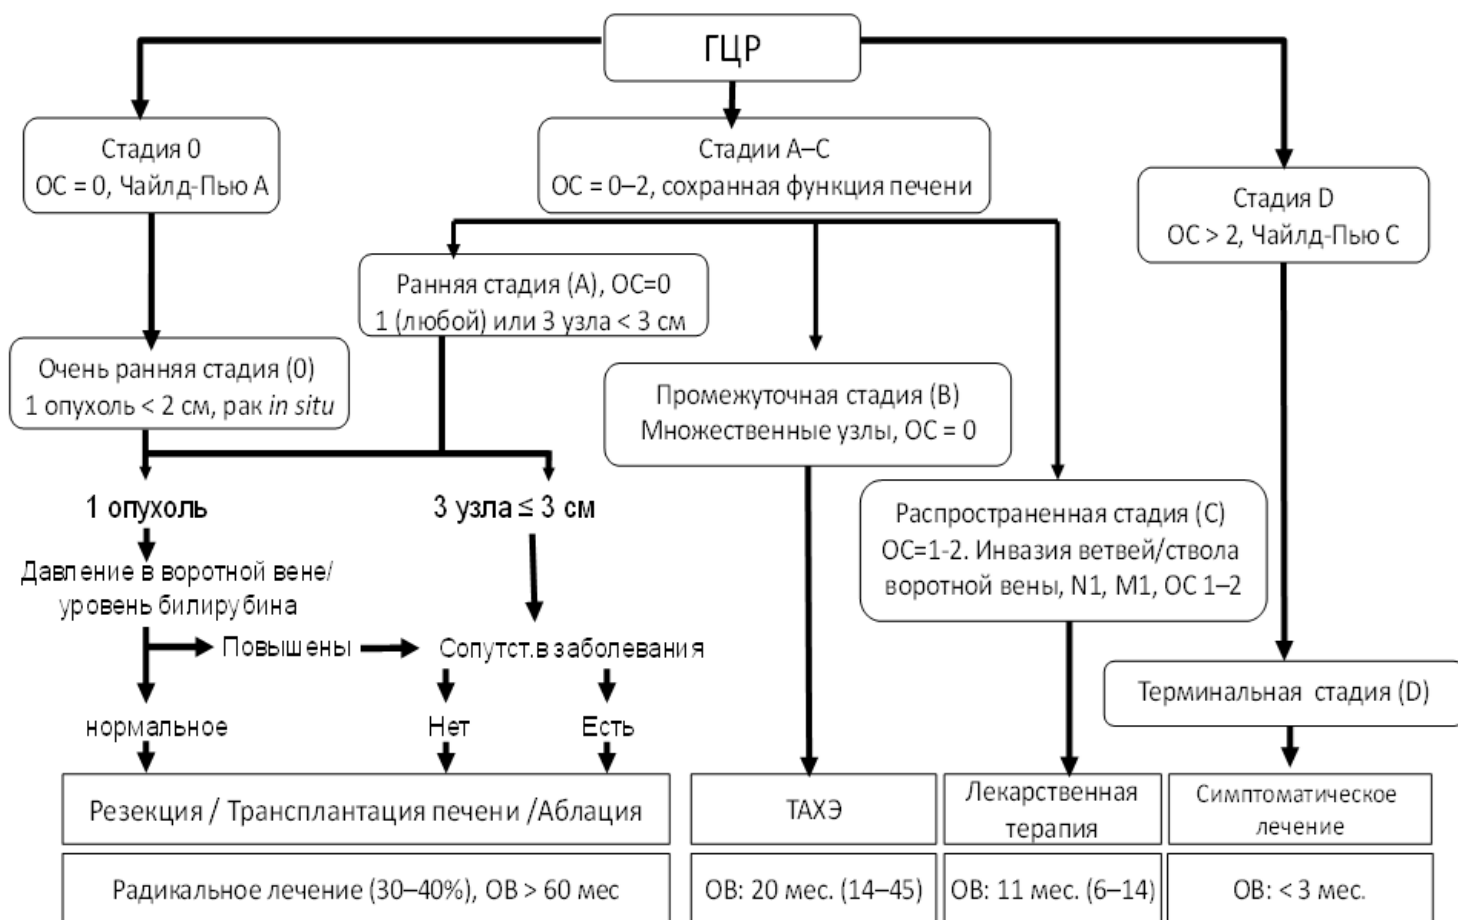 ГЦР
Стадия 0
ОС = 0, Чайлд-Пью А
Стадии А–С
ОС = 0–2, сохранная функция печени
Стадия D
ОС > 2, Чайлд-Пью С
Ранняя стадия (А), ОС=0
1 (любой) или 3 узла < 3 см
Очень ранняя стадия (0)
1 опухоль < 2 см, рак in situ
Промежуточная стадия (В)
Множественные узлы, ОС = 0
Распространенная стадия (С)
ОС=1-2. Инвазия ветвей/ствола
воротной вены, N1, M1, ОС 1–2
1 опухоль
3 узла ≤ 3 см
Давление в воротной вене/
уровень билирубина
Повышены
Сопутст.в заболевания
Терминальная стадия (D)
нормальное
Нет
Есть
Резекция / Трансплантация печени /Аблация
ТАХЭ
Лекарственная
терапия
Симптоматическое
лечение
Радикальное лечение (30–40%), ОВ > 60 мес
ОВ: 20 мес. (14–45)
ОВ: 11 мес. (6–14)
ОВ: < 3 мес.